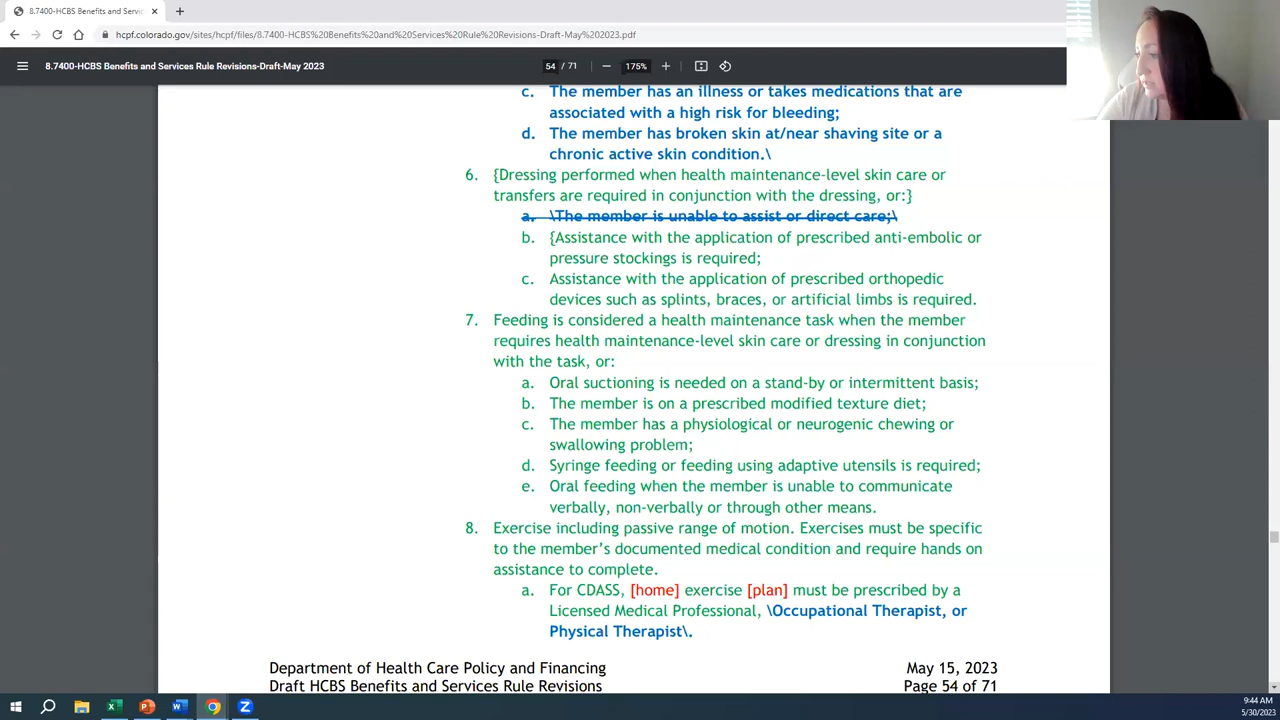 8.7400-HCBS Benefits and Servic
hcpf.colorado.gov/sites/hcpf/files/8.7400-HCBS%20Benefits%20and%20Services%20Rule%20Revisions-Draft-May%202023.pdf
8.7400-HCBS Benefits and Services Rule Revisions-Draft-May 2023
54 / 71
175%
c. The member has an illness or takes medications that are
associated with a high risk for bleeding;
d. The member has broken skin at/near shaving site or a
chronic active skin condition.\
6. {Dressing performed when health maintenance-level skin care or
transfers are required in conjunction with the dressing, or:}
a. \The member is unable to assist or direct care;\
b. {Assistance with the application of prescribed anti-embolic or
pressure stockings is required;
c. Assistance with the application of prescribed orthopedic
devices such as splints, braces, or artificial limbs is required.
7. Feeding is considered a health maintenance task when the member
requires health maintenance-level skin care or dressing in conjunction
with the task, or:
a. Oral suctioning is needed on a stand-by or intermittent basis;
b. The member is on a prescribed modified texture diet;
c. The member has a physiological or neurogenic chewing or
swallowing problem;
d. Syringe feeding or feeding using adaptive utensils is required;
e. Oral feeding when the member is unable to communicate
verbally, non-verbally or through other means.
8. Exercise including passive range of motion. Exercises must be specific
to the member’s documented medical condition and require hands on
assistance to complete.
a. For CDASS, [home] exercise [plan] must be prescribed by a
Licensed Medical Professional, \Occupational Therapist, or
Physical Therapist\.
Department of Health Care Policy and Financing
May 15, 2023
Draft HCBS Benefits and Services Rule Revisions
Page 54 of 71
9:44 AM
5/30/2023